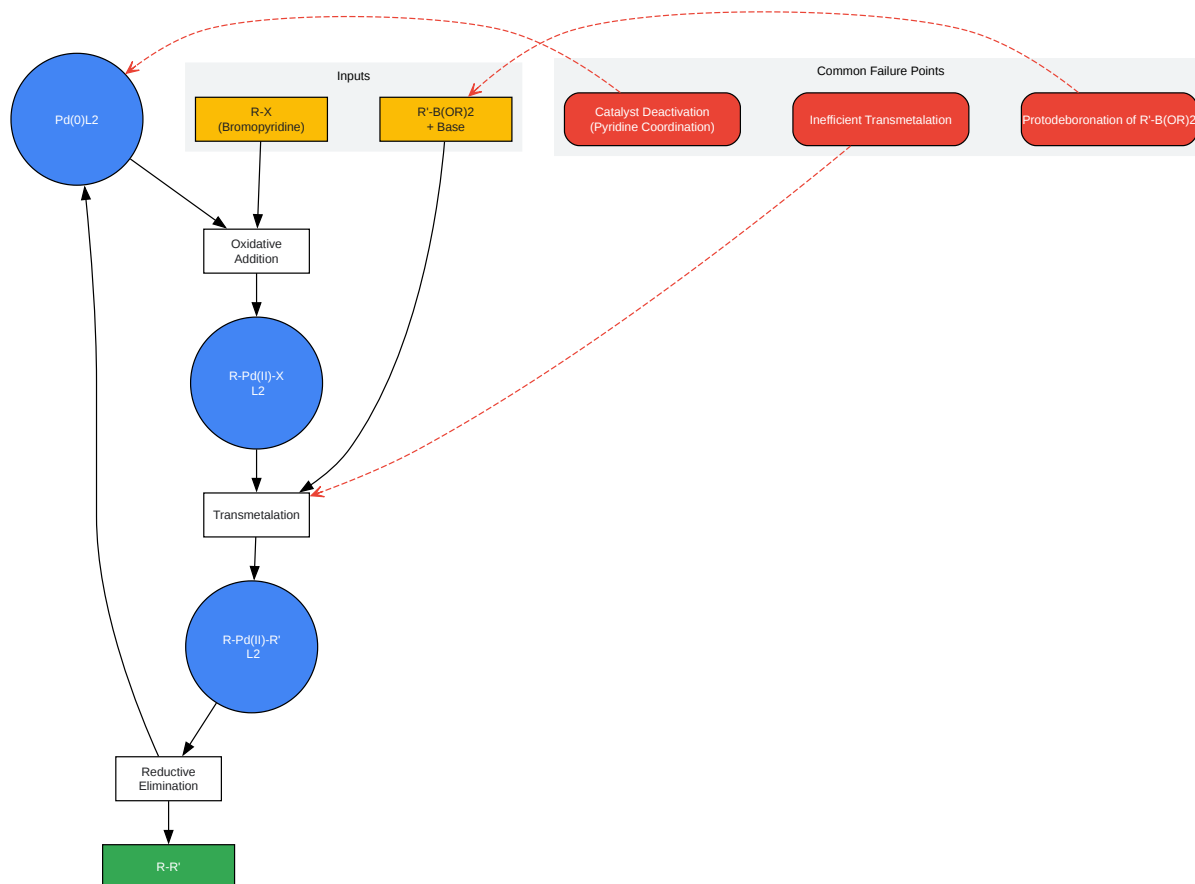 Inputs
Common Failure Points
Pd(0)L2
R-X
(Bromopyridine)
R'-B(OR)2
+ Base
Catalyst Deactivation
(Pyridine Coordination)
Inefficient Transmetalation
Protodeboronation of R'-B(OR)2
Oxidative
Addition
R-Pd(II)-X
L2
Transmetalation
R-Pd(II)-R'
L2
Reductive
Elimination
R-R'